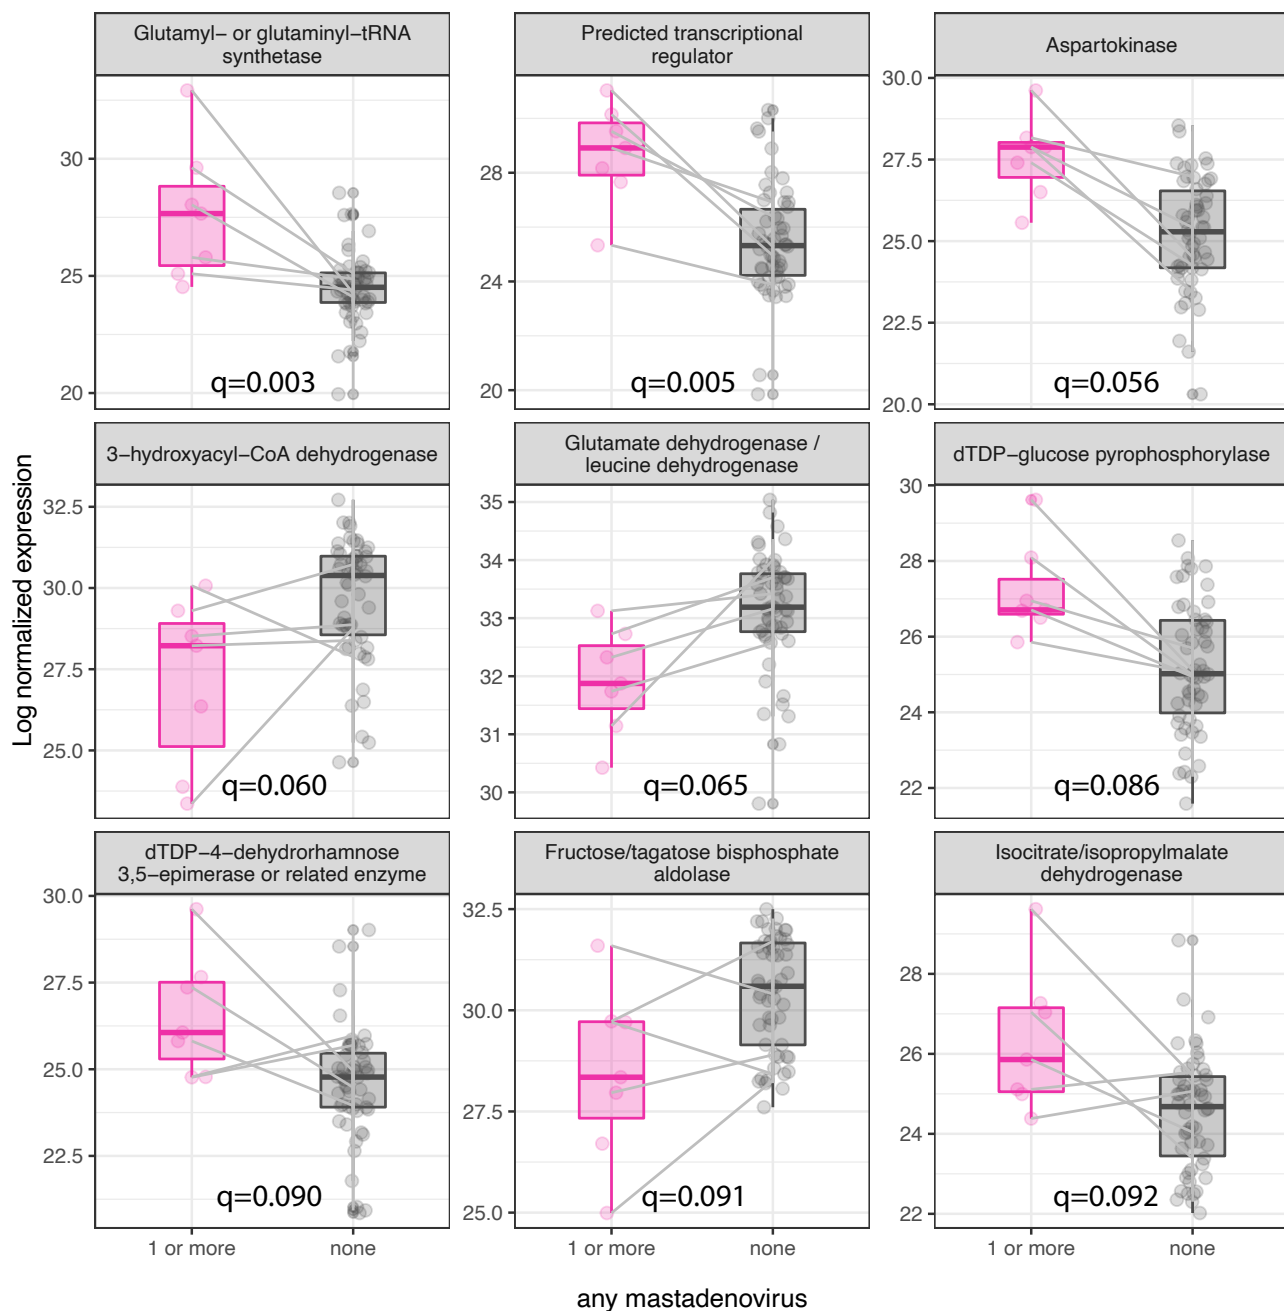 Glutamyl− or glutaminyl−tRNA
synthetase
Predicted transcriptional
regulator
Aspartokinase
30
25
20
q=0.003
28
24
20
q=0.005
30.0
27.5
25.0
22.5
20.0
q=0.056
Log normalized expression
3−hydroxyacyl−CoA dehydrogenase
Glutamate dehydrogenase /
leucine dehydrogenase
dTDP−glucose pyrophosphorylase
32.5
30.0
27.5
25.0
q=0.060
35
34
33
32
31
30
q=0.065
30
28
26
24
22
q=0.086
dTDP−4−dehydrorhamnose
3,5−epimerase or related enzyme
Fructose/tagatose bisphosphate
aldolase
Isocitrate/isopropylmalate
dehydrogenase
30.0
27.5
25.0
22.5
q=0.090
32.5
30.0
27.5
25.0
q=0.091
28
26
24
22
q=0.092
1 or more none
1 or more none
1 or more none
any mastadenovirus